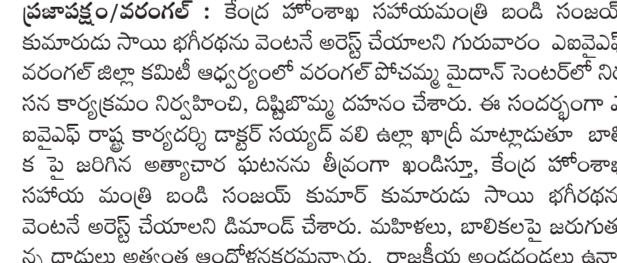 ప్రజాపక్షం/వరంగల్ : కేంద్ర హోంశాఖ సహాయమంత్రి బండి సంజయ్
కుమారుడు సాయి భగీరథను వెంటనే అరెస్ట్ చేయాలని గురువారం ఎఐవైఎఫ్
వరంగల్ జిల్లా కమిటీ ఆధ్వర్యంలో వరంగల్ పోచమ్మ మైదాన్ సెంటర్‌లో
సన కార్యక్రమం నిర్వహించి, దిష్టిబొమ్మ దహనం చేశారు. ఈ సందర్భంగా
ఐవైఎఫ్ రాష్ట్ర కార్యదర్శి డాక్టర్ సయ్యద్ వలి ఉల్లా ఖాద్రీ మాట్లాడుతూ బాలి
క పై జరిగిన అత్యాచార ఘటనను తీవ్రంగా ఖండిస్తూ, కేంద్ర హోంశాఖ
సహాయ మంత్రి బండి సంజయ్ కుమార్ కుమారుడు సాయి భగీరథను
వెంటనే అరెస్ట్ చేయాలని డిమాండ్ చేశారు. మహిళలు, బాలికలపై జరుగుతు
న్న దాడులు అత్యంత ఆందోళనకరమన్నారు. రాజకీయ అండదండలు